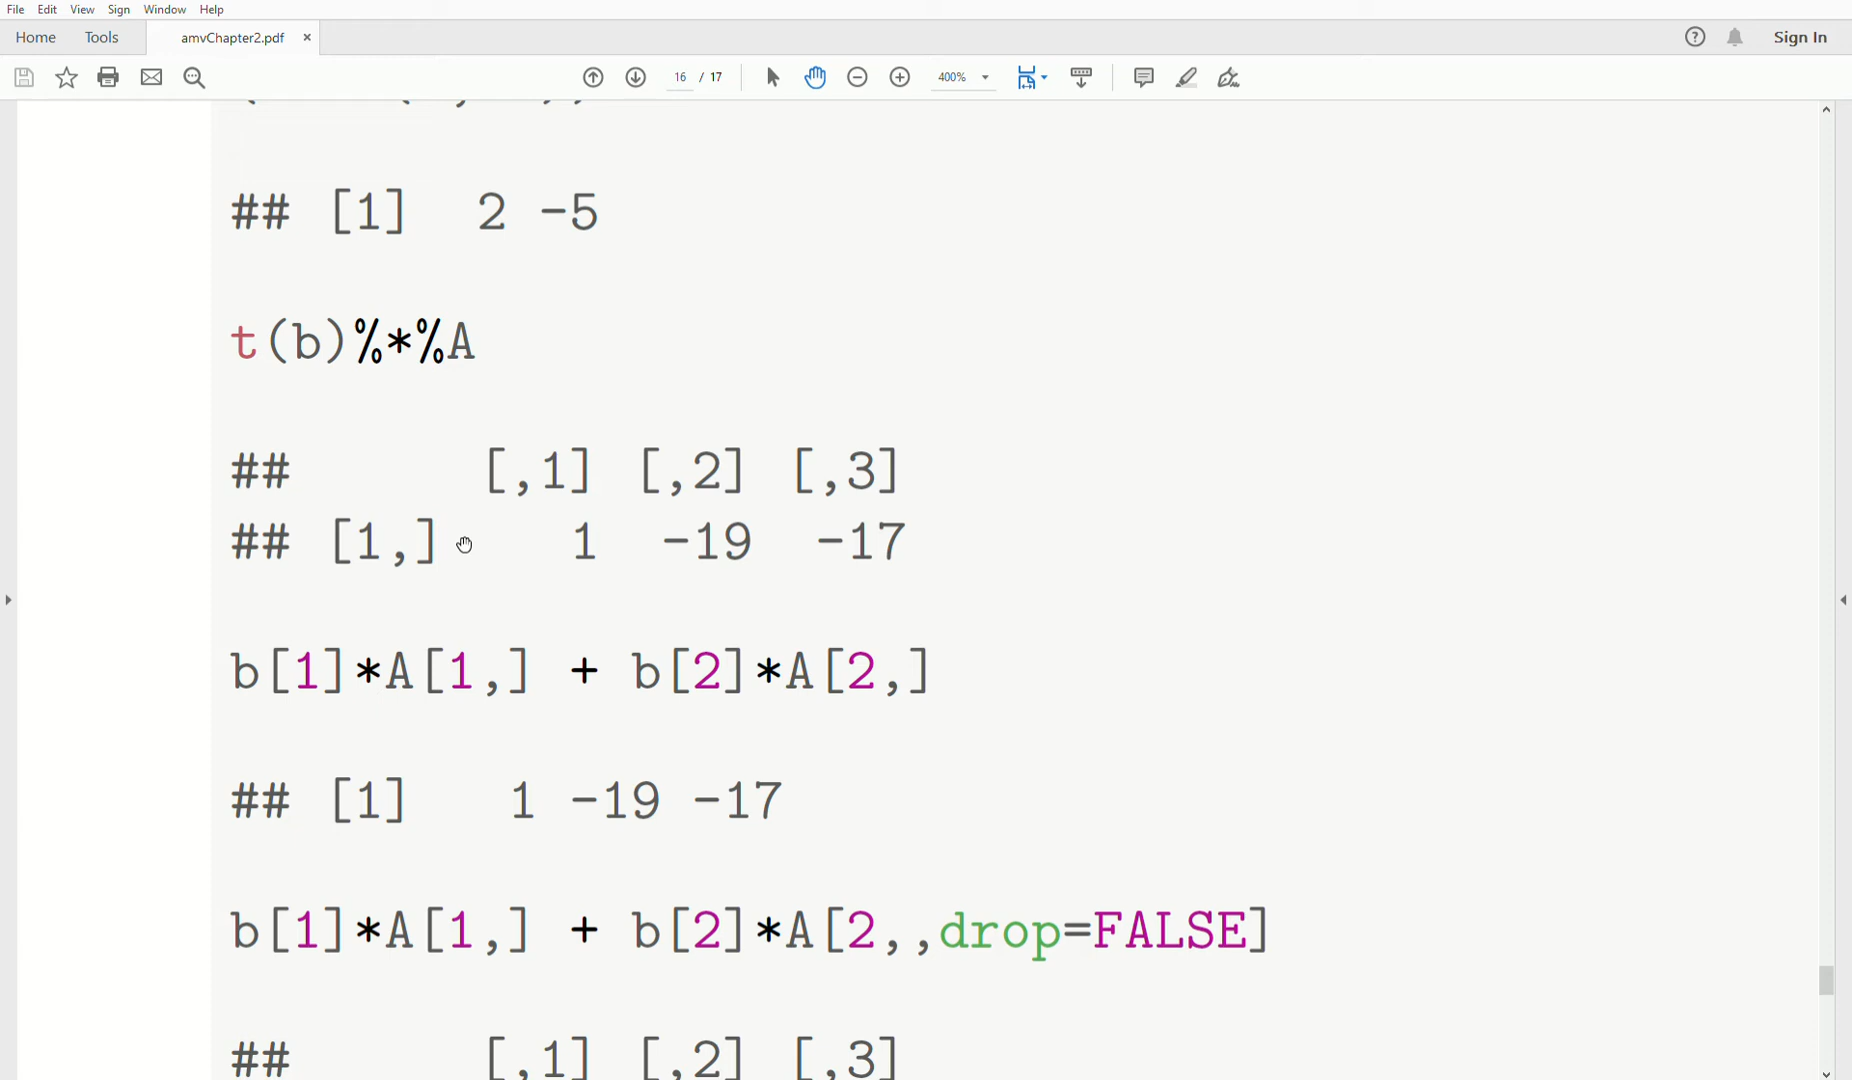 File Edit View Sign Window Help
Home Tools amvChapter2.pdf × Sign In
16 / 17 400%
## [1] 2 -5
t(b)%*%A
## [,1] [,2] [,3]
## [1,] 1 -19 -17
b[1]*A[1,] + b[2]*A[2,]
## [1] 1 -19 -17
b[1]*A[1,] + b[2]*A[2,,drop=FALSE]
## [,1] [,2] [,3]